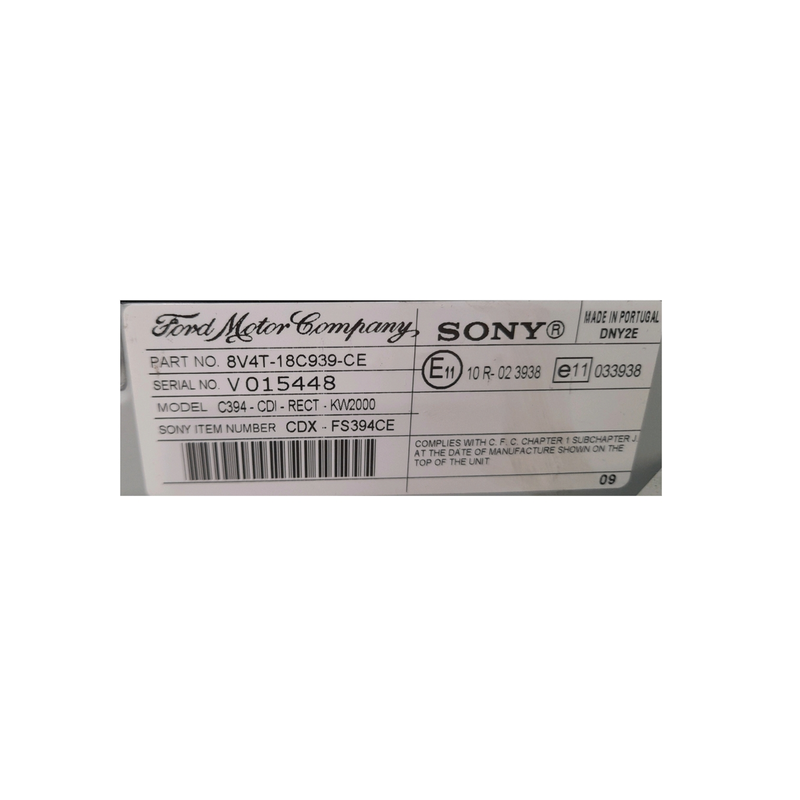 Ford Motor Company
PART NO. 8V4T-18C939-CE
SERIAL NO. V 015448
MODEL C394 - CDI - RECT - KW2000
SONY ITEM NUMBER CDX - FS394CE
SONY®
MADE IN PORTUGAL
DNY2E
E11 10 R- 02 3938 e11 033938
COMPLIES WITH C. F. C. CHAPTER 1 SUBCHAPTER J,
AT THE DATE OF MANUFACTURE SHOWN ON THE
TOP OF THE UNIT
09